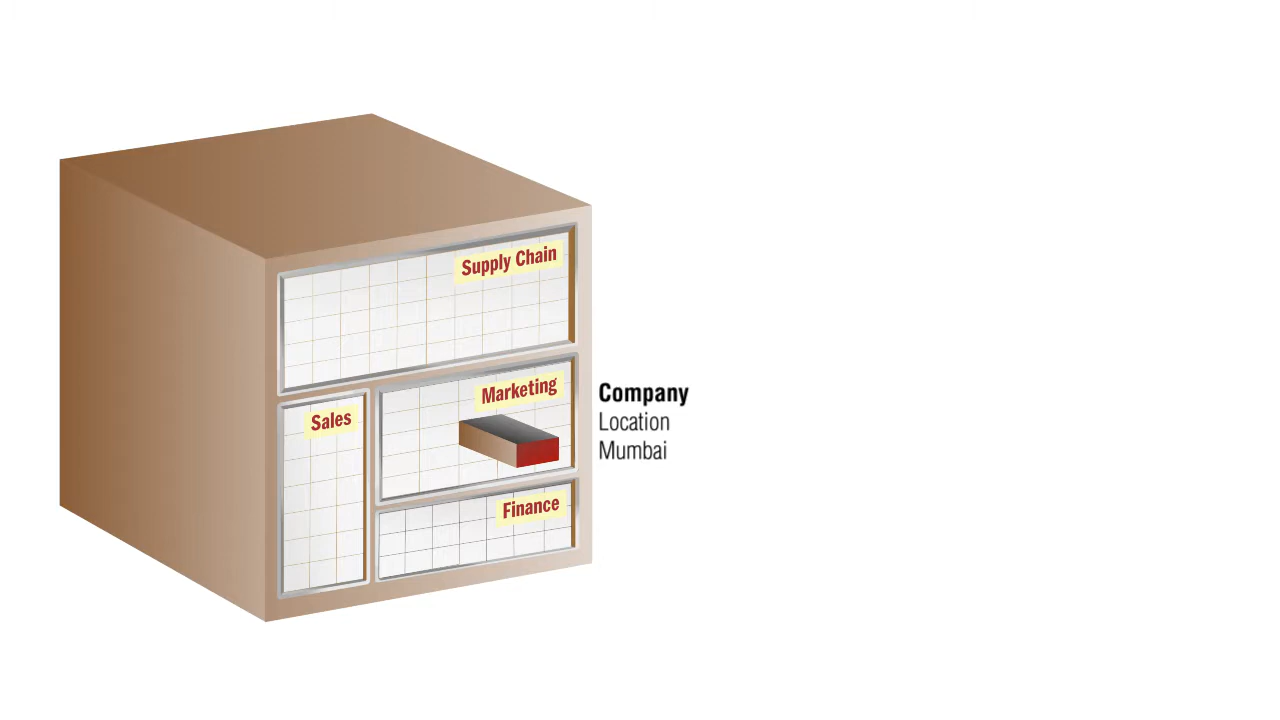 Supply Chain
Marketing
Sales
Finance
Company
Location
Mumbai